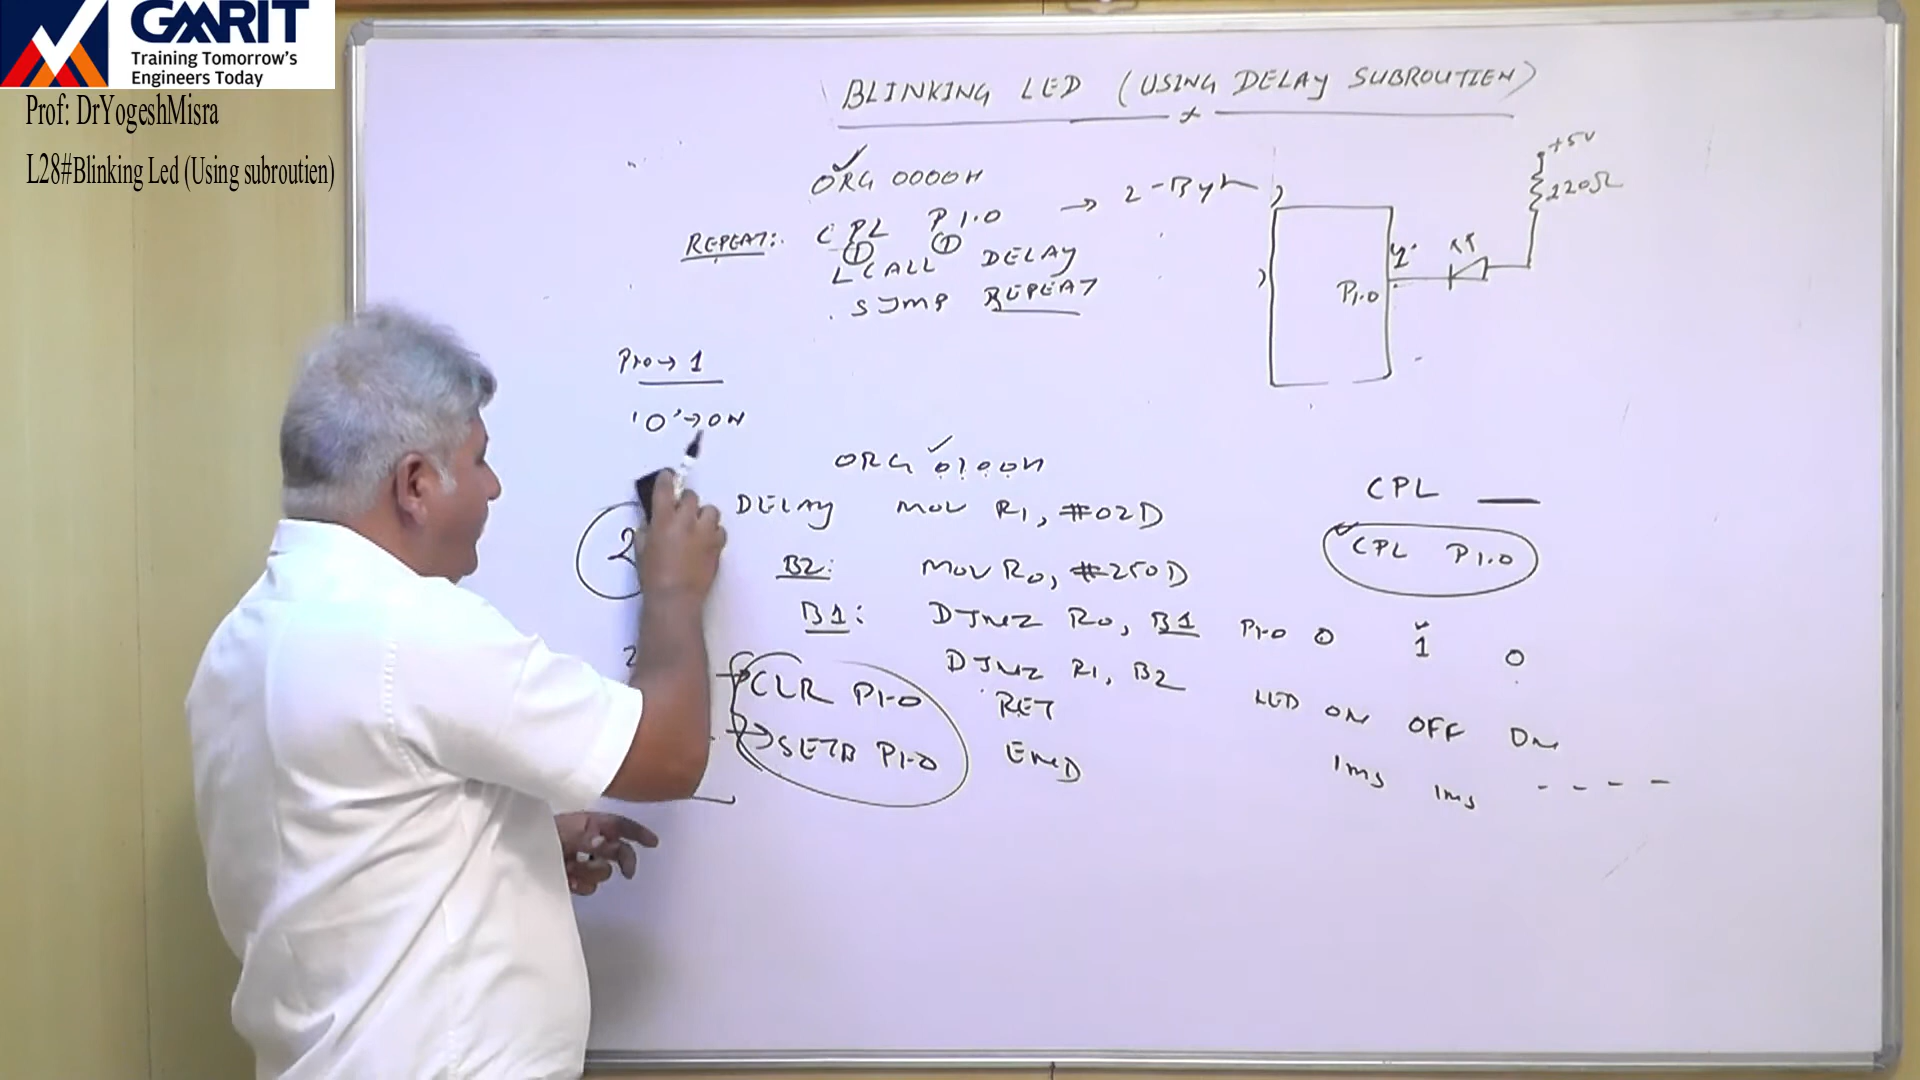 GMRIT
Training Tomorrow's
Engineers Today
Prof: DrYogeshMisra
L28#Blinking Led (Using subroutien)
BLINKING LED (USING DELAY SUBROUTIEN)
ORG 0000H
REPEAT: CPL P1.0 → 2-Byte
① ①
LCALL DELAY
SJMP REPEAT
+5V
220Ω
P1.0
P1.0 → 1
'0' → ON
ORG 0100H
DELAY MOV R1, #02D
B2: MOV R0, #250D
B1: DJNZ R0, B1
DJNZ R1, B2
RET
END
2
2
CLR P1.0
SETB P1.0
CPL
CPL P1.0
P1.0 0 1 0
LED ON OFF ON
1ms 1ms - - - -